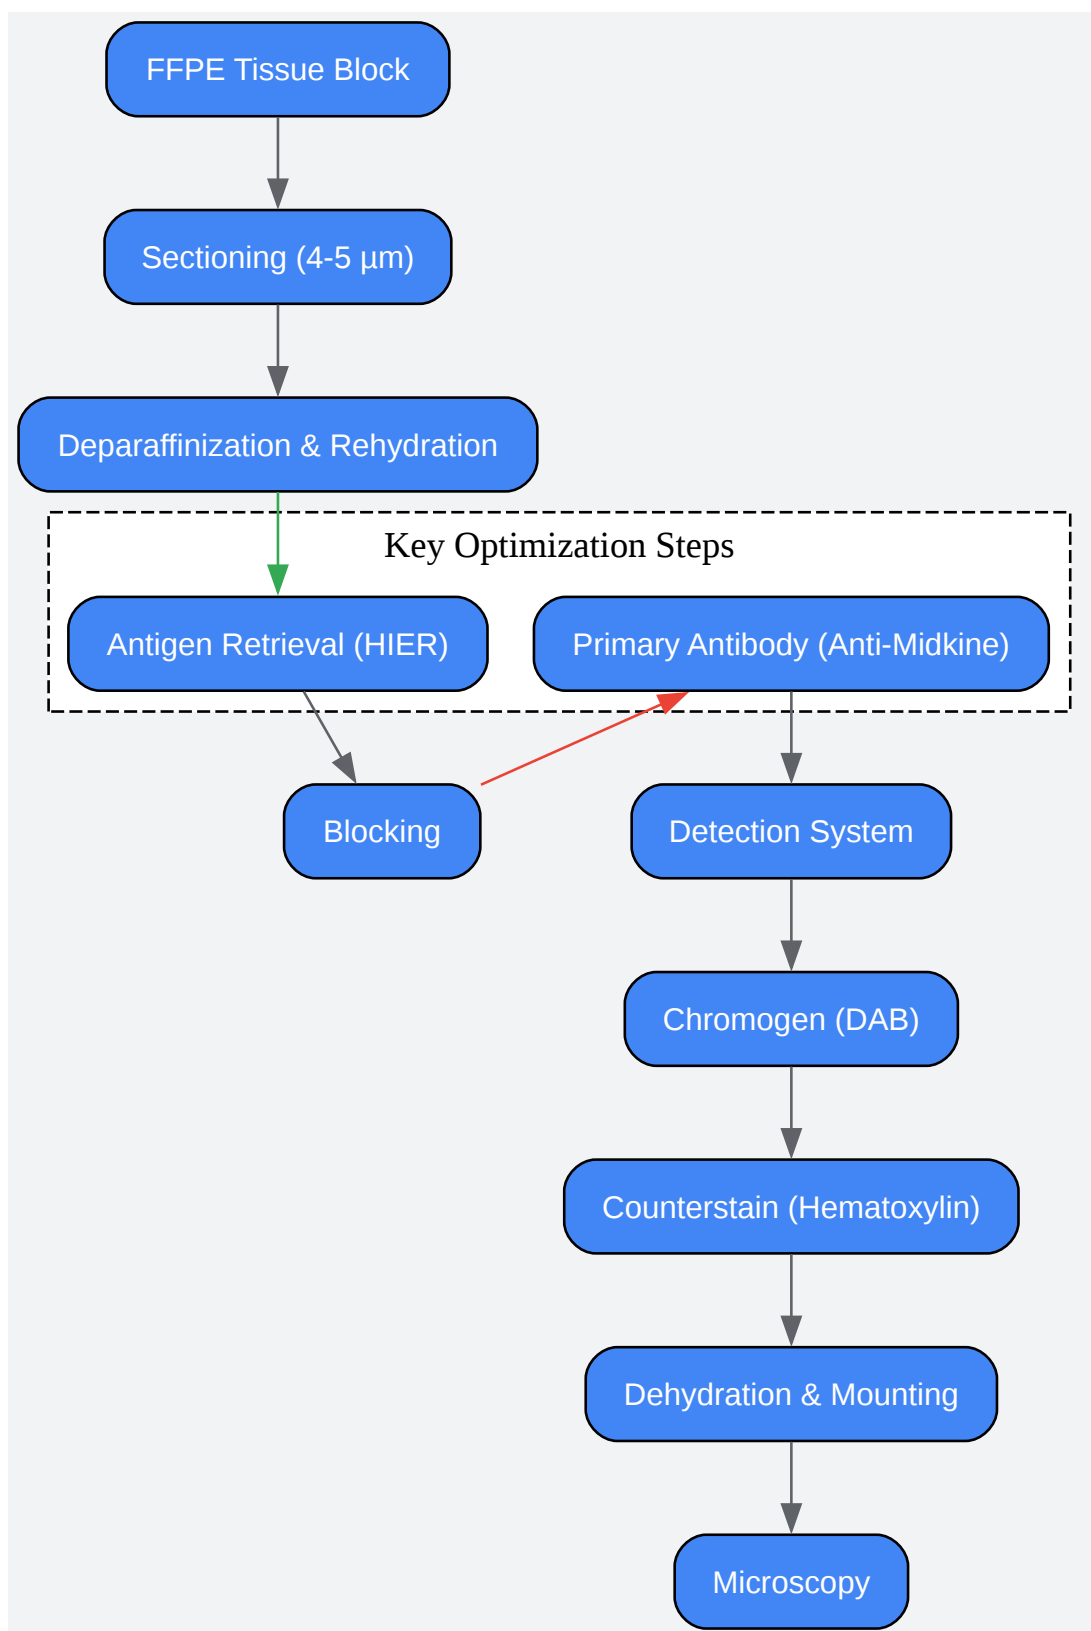 FFPE Tissue Block
Sectioning (4-5 µm)
Deparaffinization & Rehydration
Key Optimization Steps
Antigen Retrieval (HIER)
Primary Antibody (Anti-Midkine)
Blocking
Detection System
Chromogen (DAB)
Counterstain (Hematoxylin)
Dehydration & Mounting
Microscopy